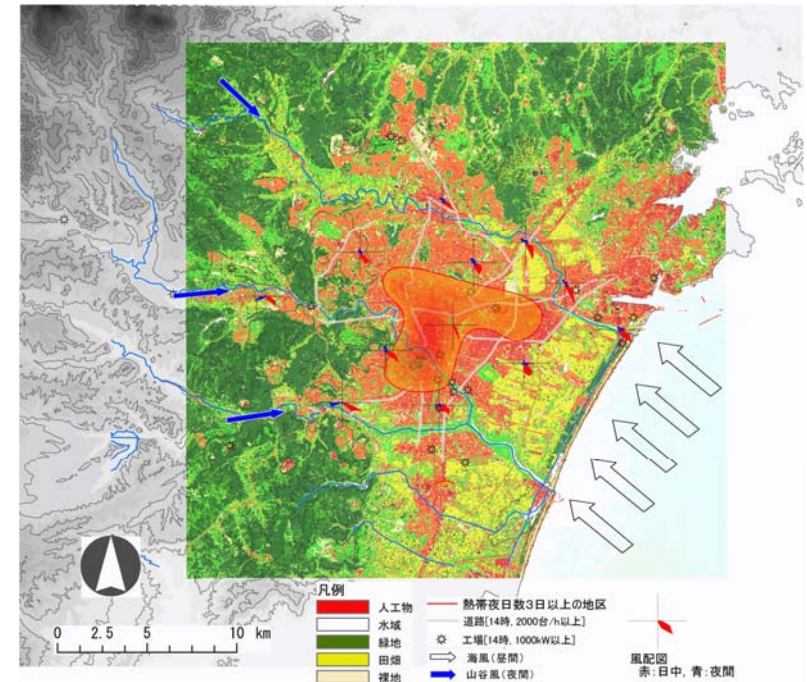 0 2.5 5 10 km
凡例
人工物
水域
緑地
田畑
裸地
熱帯夜日数3日以上の地区
道路[14時, 2000台/h以上]
工場[14時, 1000kW以上]
海風(昼間)
山谷風(夜間)
風配図
赤:日中, 青:夜間